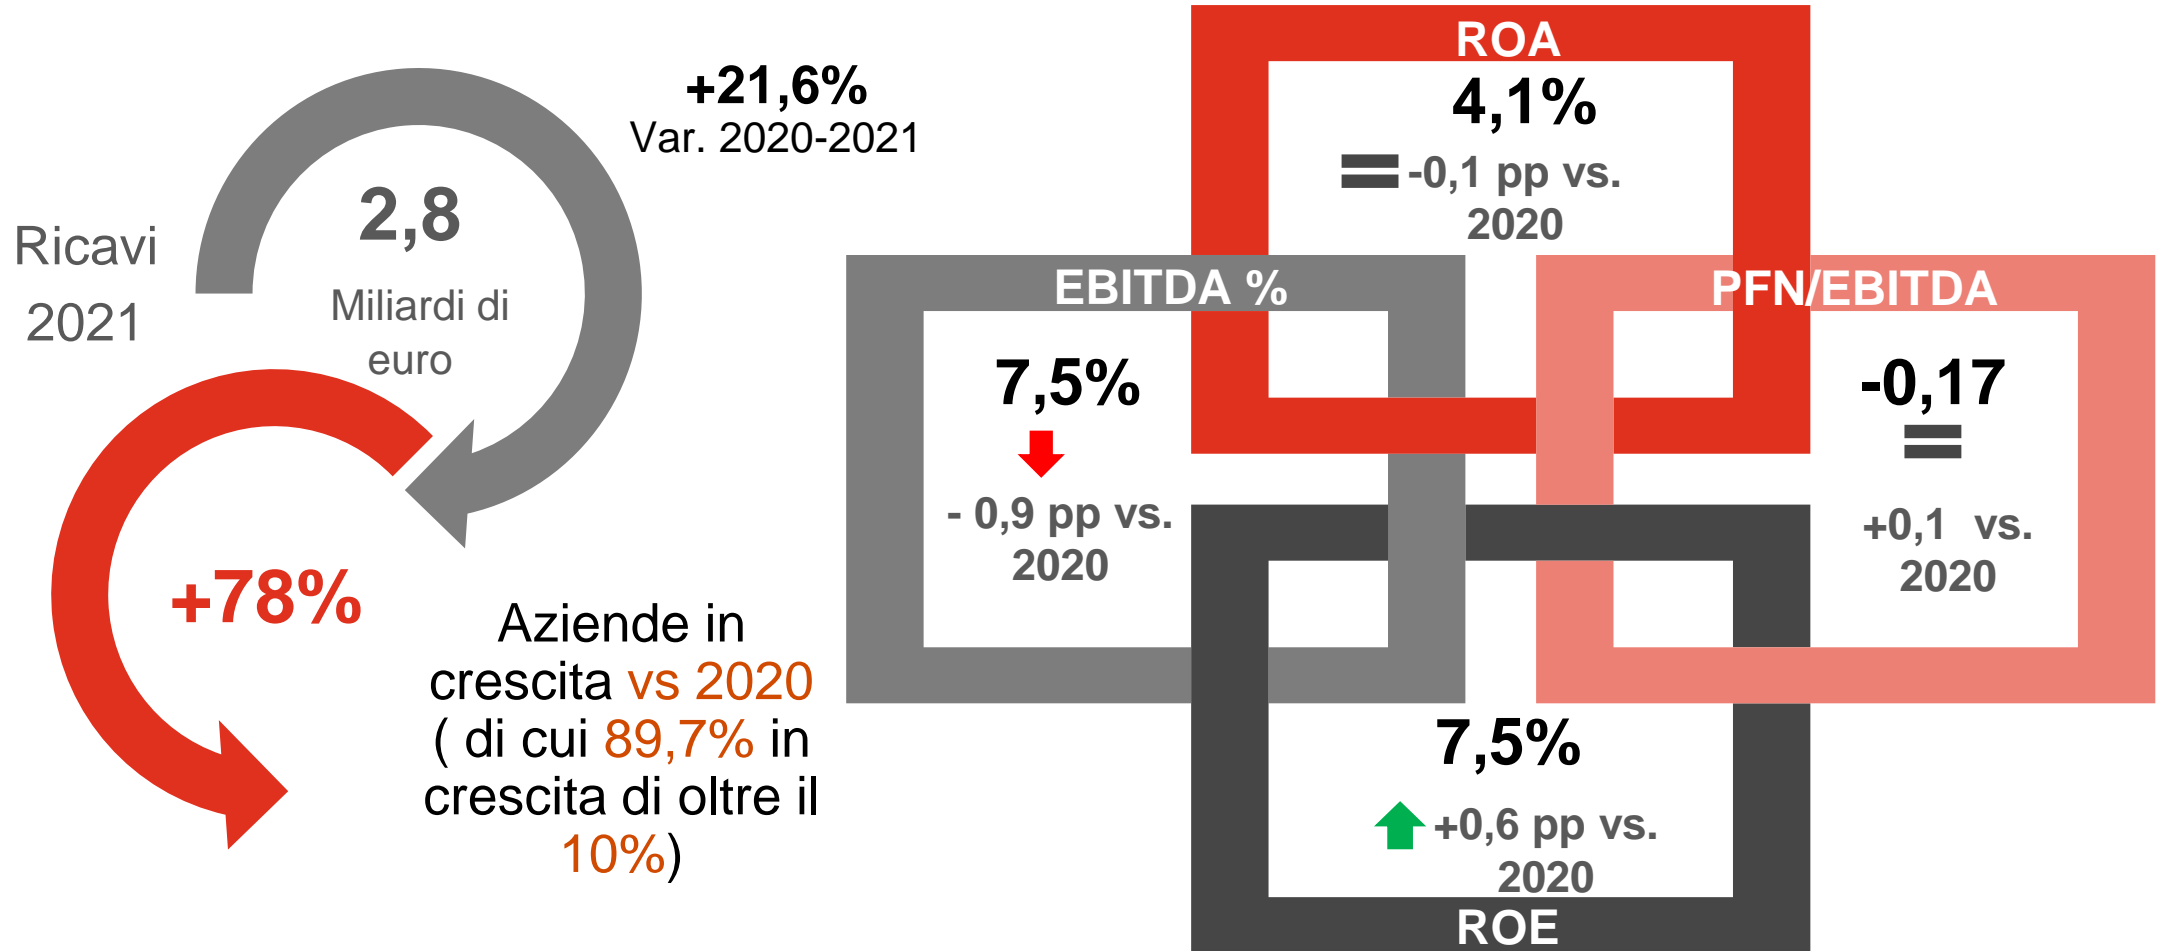 Ricavi
2021
2,8
Miliardi di
euro
+21,6%
Var. 2020-2021
+78%
Aziende in
crescita vs 2020
( di cui 89,7% in
crescita di oltre il
10%)
ROA
4,1%
-0,1 pp vs.
2020
EBITDA %
7,5%
- 0,9 pp vs.
2020
PFN/EBITDA
-0,17
+0,1 vs.
2020
7,5%
+0,6 pp vs.
2020
ROE